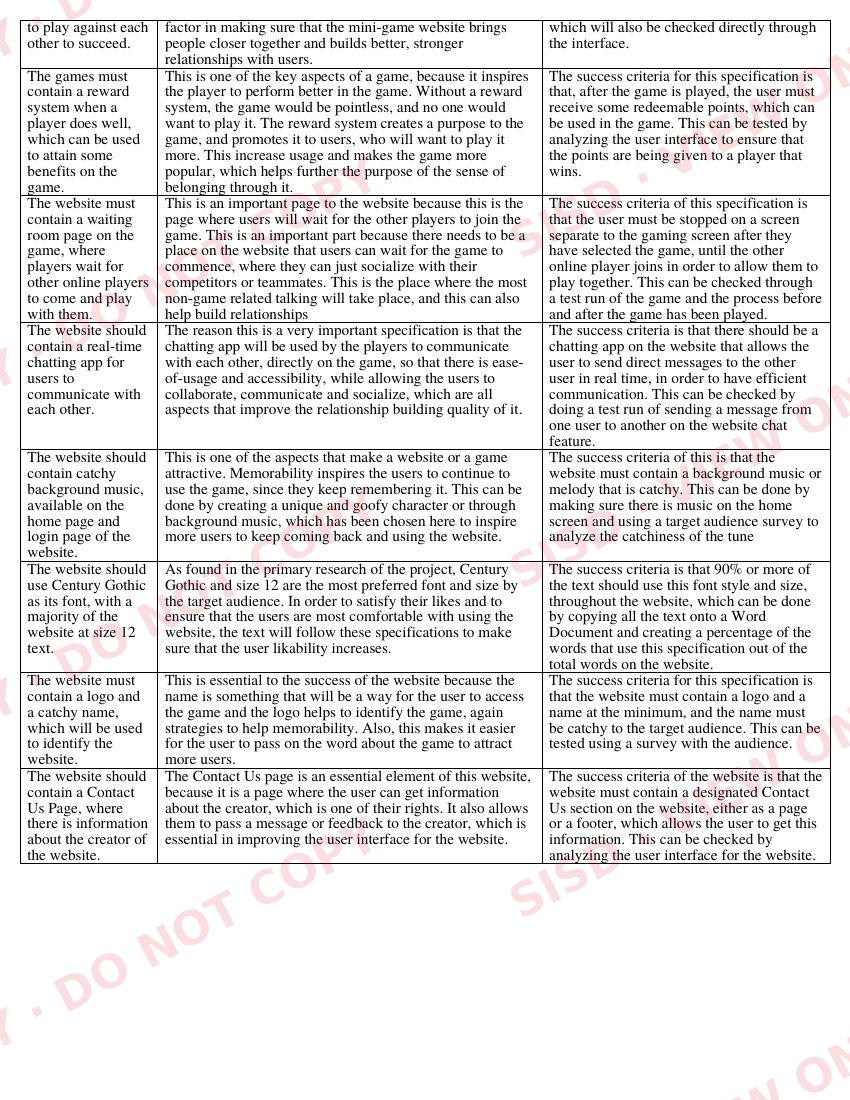 to play against each
other to succeed.
factor in making sure that the mini-game website brings
people closer together and builds better, stronger
relationships with users.
which will also be checked directly through
the interface.
The games must
contain a reward
system when a
player does well,
which can be used
to attain some
benefits on the
game.
This is one of the key aspects of a game, because it inspires
the player to perform better in the game. Without a reward
system, the game would be pointless, and no one would
want to play it. The reward system creates a purpose to the
game, and promotes it to users, who will want to play it
more. This increase usage and makes the game more
popular, which helps further the purpose of the sense of
belonging through it.
The success criteria for this specification is
that, after the game is played, the user must
receive some redeemable points, which can
be used in the game. This can be tested by
analyzing the user interface to ensure that
the points are being given to a player that
wins.
The website must
contain a waiting
room page on the
game, where
players wait for
other online players
to come and play
with them.
This is an important page to the website because this is the
page where users will wait for the other players to join the
game. This is an important part because there needs to be a
place on the website that users can wait for the game to
commence, where they can just socialize with their
competitors or teammates. This is the place where the most
non-game related talking will take place, and this can also
help build relationships
The success criteria of this specification is
that the user must be stopped on a screen
separate to the gaming screen after they
have selected the game, until the other
online player joins in order to allow them to
play together. This can be checked through
a test run of the game and the process before
and after the game has been played.
The website should
contain a real-time
chatting app for
users to
communicate with
each other.
The reason this is a very important specification is that the
chatting app will be used by the players to communicate
with each other, directly on the game, so that there is ease-
of-usage and accessibility, while allowing the users to
collaborate, communicate and socialize, which are all
aspects that improve the relationship building quality of it.
The success criteria is that there should be a
chatting app on the website that allows the
user to send direct messages to the other
user in real time, in order to have efficient
communication. This can be checked by
doing a test run of sending a message from
one user to another on the website chat
feature.
The website should
contain catchy
background music,
available on the
home page and
login page of the
website.
This is one of the aspects that make a website or a game
attractive. Memorability inspires the users to continue to
use the game, since they keep remembering it. This can be
done by creating a unique and goofy character or through
background music, which has been chosen here to inspire
more users to keep coming back and using the website.
The success criteria of this is that the
website must contain a background music or
melody that is catchy. This can be done by
making sure there is music on the home
screen and using a target audience survey to
analyze the catchiness of the tune
The website should
use Century Gothic
as its font, with a
majority of the
website at size 12
text.
As found in the primary research of the project, Century
Gothic and size 12 are the most preferred font and size by
the target audience. In order to satisfy their likes and to
ensure that the users are most comfortable with using the
website, the text will follow these specifications to make
sure that the user likability increases.
The success criteria is that 90% or more of
the text should use this font style and size,
throughout the website, which can be done
by copying all the text onto a Word
Document and creating a percentage of the
words that use this specification out of the
total words on the website.
The website must
contain a logo and
a catchy name,
which will be used
to identify the
website.
This is essential to the success of the website because the
name is something that will be a way for the user to access
the game and the logo helps to identify the game, again
strategies to help memorability. Also, this makes it easier
for the user to pass on the word about the game to attract
more users.
The success criteria for this specification is
that the website must contain a logo and a
name at the minimum, and the name must
be catchy to the target audience. This can be
tested using a survey with the audience.
The website should
contain a Contact
Us Page, where
there is information
about the creator of
the website.
The Contact Us page is an essential element of this website,
because it is a page where the user can get information
about the creator, which is one of their rights. It also allows
them to pass a message or feedback to the creator, which is
essential in improving the user interface for the website.
The success criteria of the website is that the
website must contain a designated Contact
Us section on the website, either as a page
or a footer, which allows the user to get this
information. This can be checked by
analyzing the user interface for the website.
Y · DO NOT COPY
SISD · VIEW ON
Y · DO NOT COPY
SISD · VIEW ON
Y · DO NOT COPY
SISD · VIEW ON